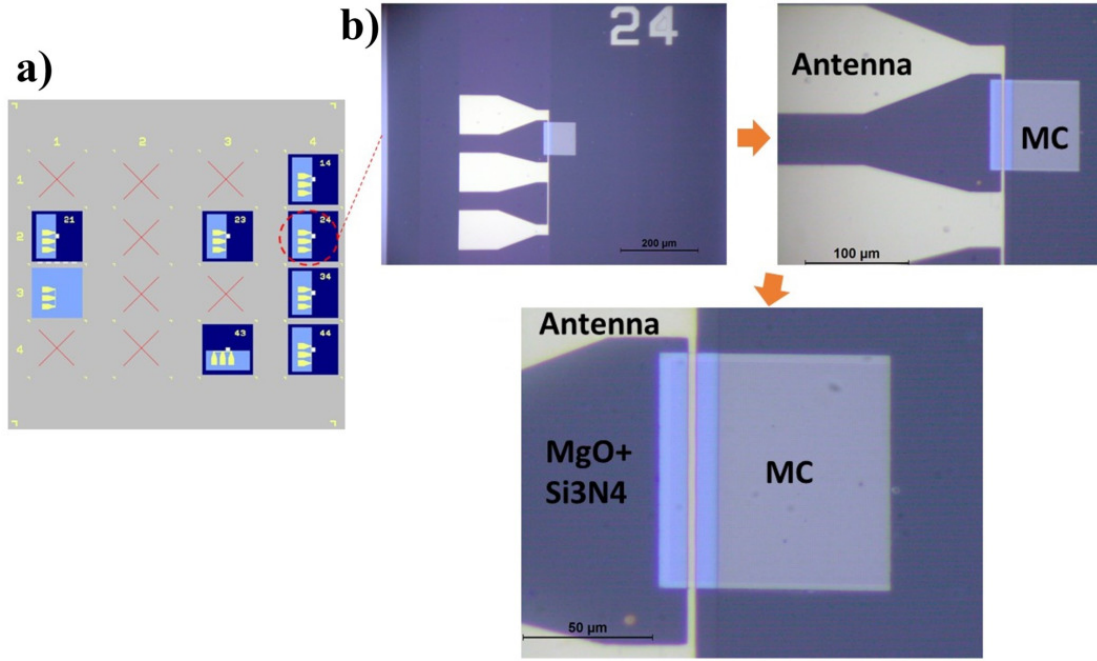 a)
1 2 3 4
1 14
2 21 23 24
3 34
4 43 44
b)
24
200 µm
Antenna
MC
100 µm
Antenna
MgO+
Si3N4
MC
50 µm